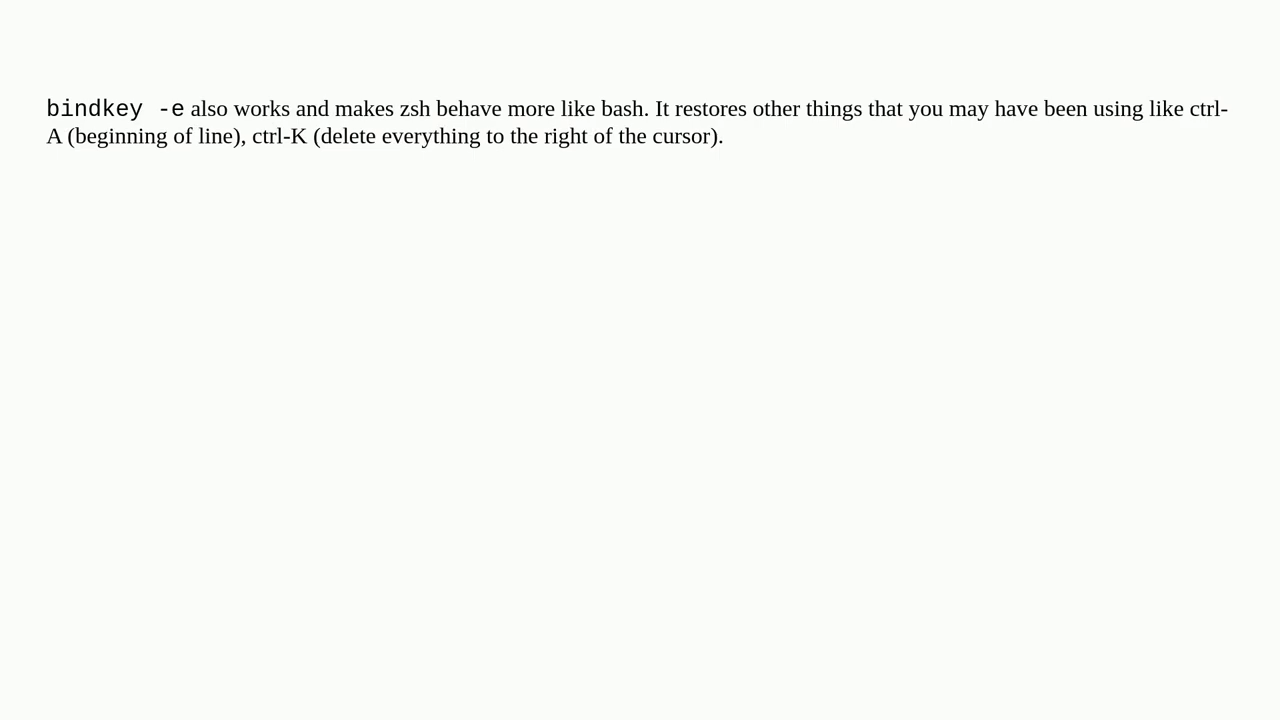 bindkey -e also works and makes zsh behave more like bash. It restores other things that you may have been using like ctrl-
A (beginning of line), ctrl-K (delete everything to the right of the cursor).